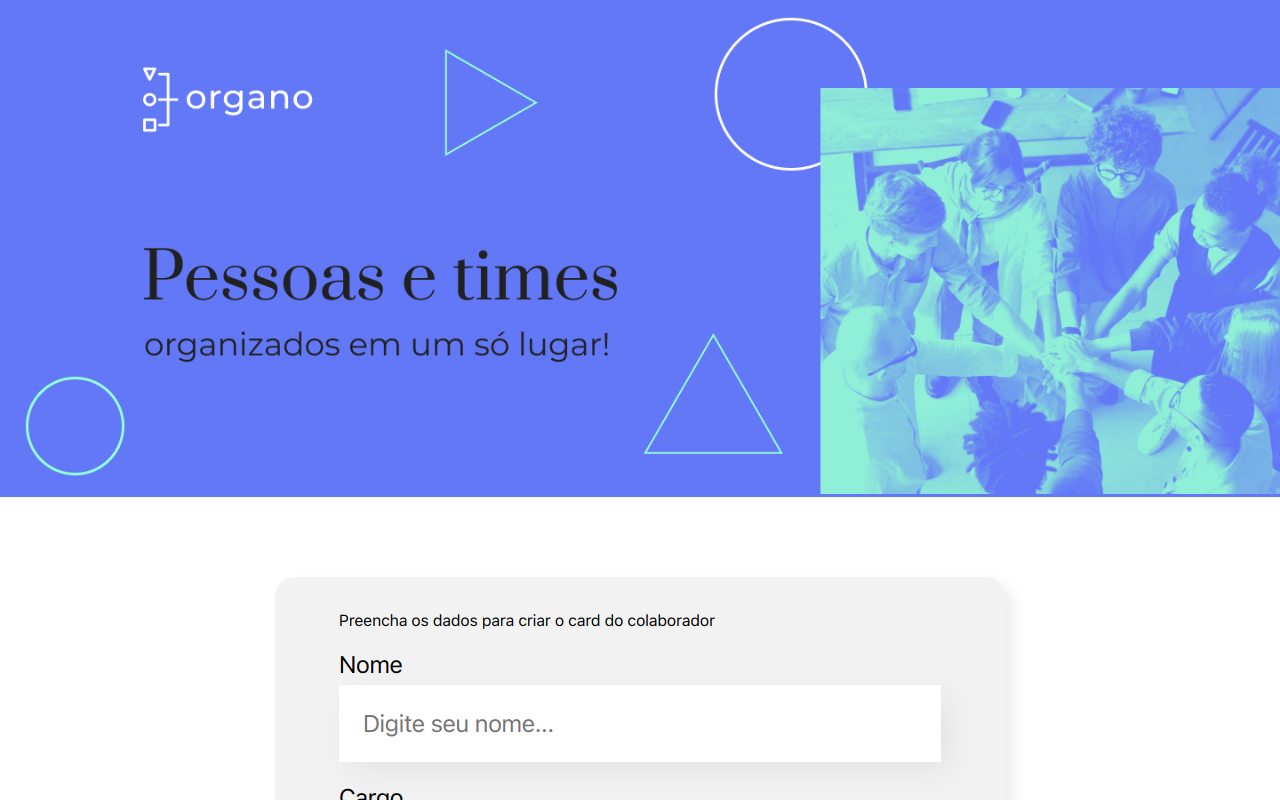 organo
Pessoas e times
organizados em um só lugar!
Preencha os dados para criar o card do colaborador
Nome
Digite seu nome...
Cargo